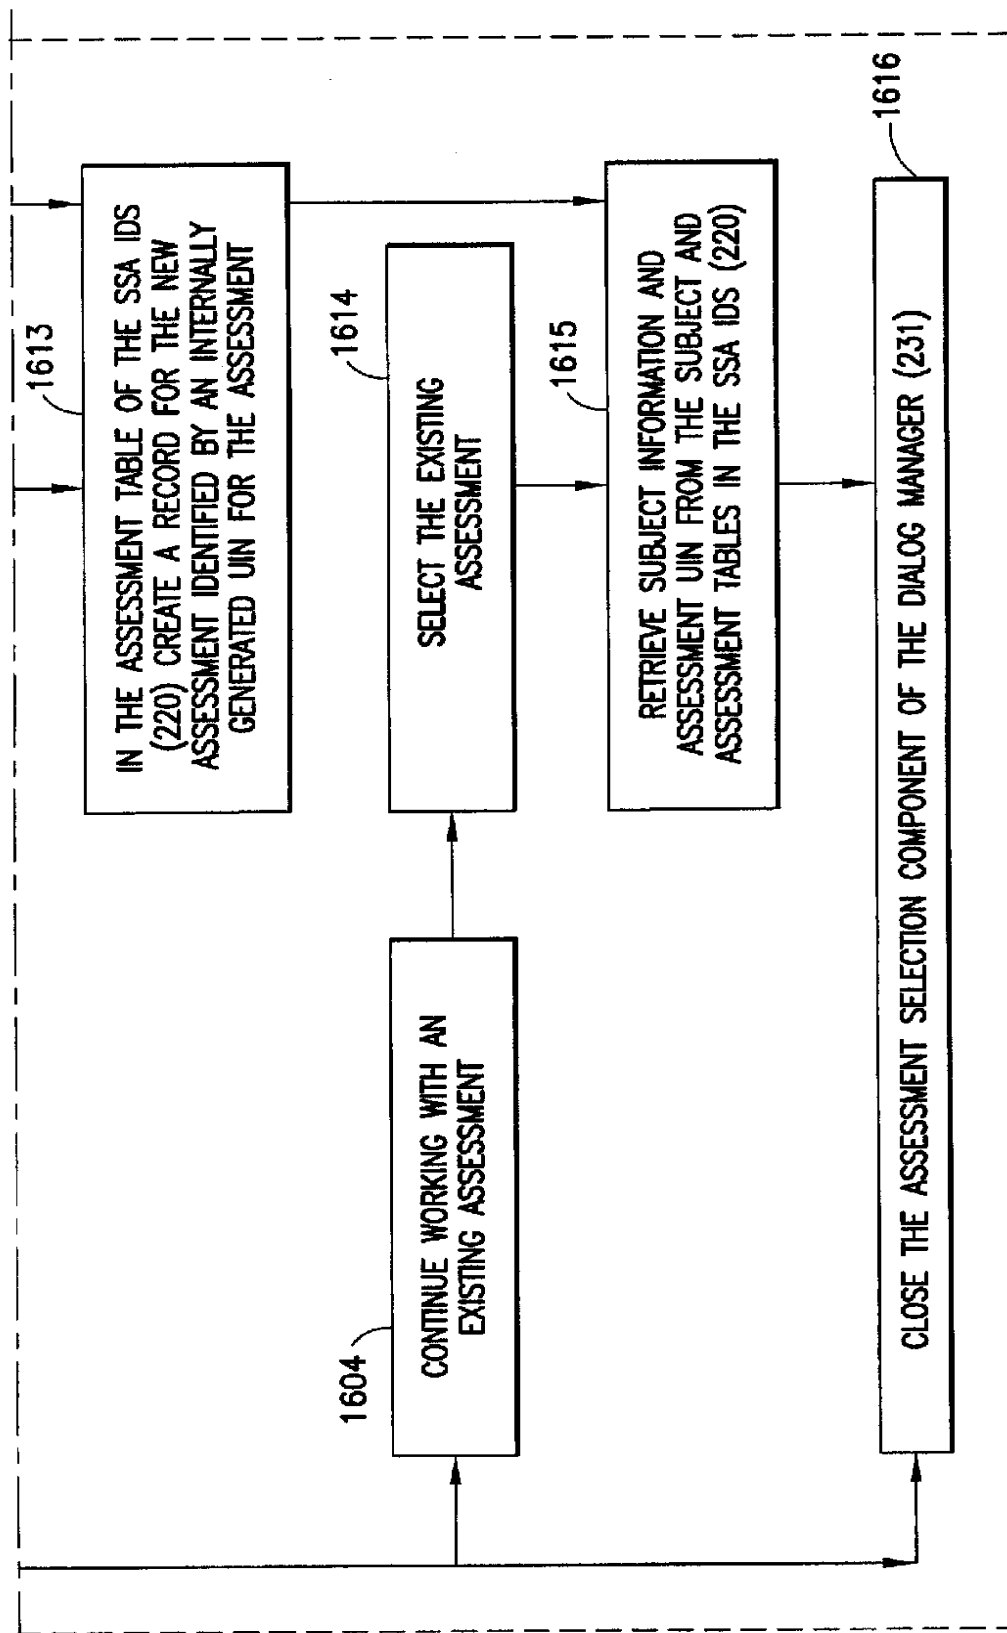 1613
IN THE ASSESSMENT TABLE OF THE SSA IDS
(220) CREATE A RECORD FOR THE NEW
ASSESSMENT IDENTIFIED BY AN INTERNALLY
GENERATED UIN FOR THE ASSESSMENT
1604
CONTINUE WORKING WITH AN
EXISTING ASSESSMENT
1614
SELECT THE EXISTING
ASSESSMENT
1615
RETRIEVE SUBJECT INFORMATION AND
ASSESSMENT UIN FROM THE SUBJECT AND
ASSESSMENT TABLES IN THE SSA IDS (220)
1616
CLOSE THE ASSESSMENT SELECTION COMPONENT OF THE DIALOG MANAGER (231)